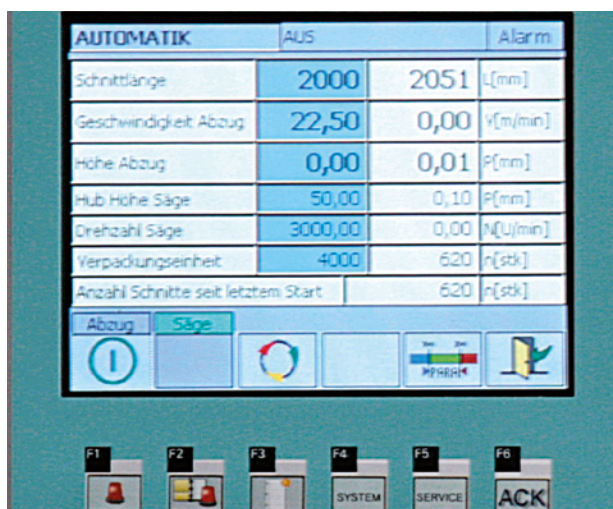 AUTOMATIK AUS Alarm
Schnittlänge 2000 2051 L[mm]
Geschwindigkeit Abzug 22,50 0,00 V[m/min]
Höhe Abzug 0,00 0,01 P[mm]
Hub Höhe Säge 50,00 0,10 P[mm]
Drehzahl Säge 3000,00 0,00 N[U/min]
Verpackungseinheit 4000 620 n[stk]
Anzahl Schnitte seit letztem Start 620 n[stk]
Abzug Säge
PARAM
F1 F2 F3 F4 F5 F6
SYSTEM SERVICE ACK